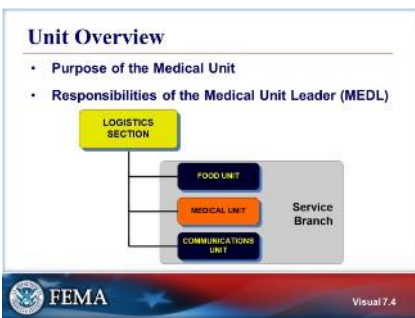 Unit Overview
• Purpose of the Medical Unit
• Responsibilities of the Medical Unit Leader (MEDL)
LOGISTICS
SECTION
FOOD UNIT
MEDICAL UNIT
COMMUNICATIONS
UNIT
Service
Branch
FEMA
Visual 7.4